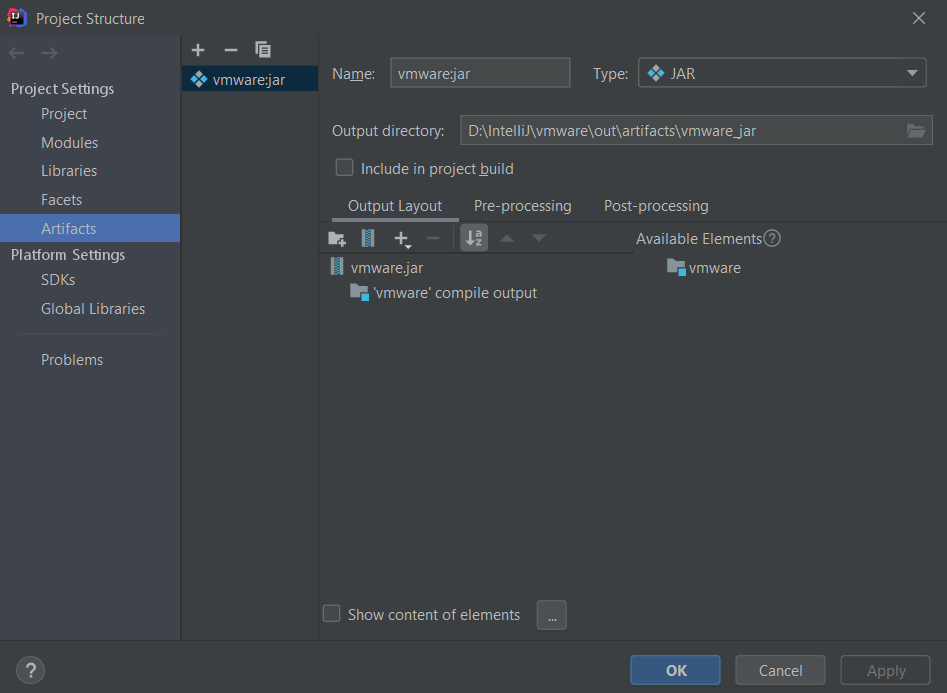 Project Structure
Project Settings
Project
Modules
Libraries
Facets
Artifacts
Platform Settings
SDKs
Global Libraries
Problems
vmware:jar
Name: vmware:jar Type: JAR
Output directory: D:\IntelliJ\vmware\out\artifacts\vmware_jar
Include in project build
Output Layout Pre-processing Post-processing
Available Elements ?
vmware.jar
'vmware' compile output
vmware
Show content of elements ...
? OK Cancel Apply